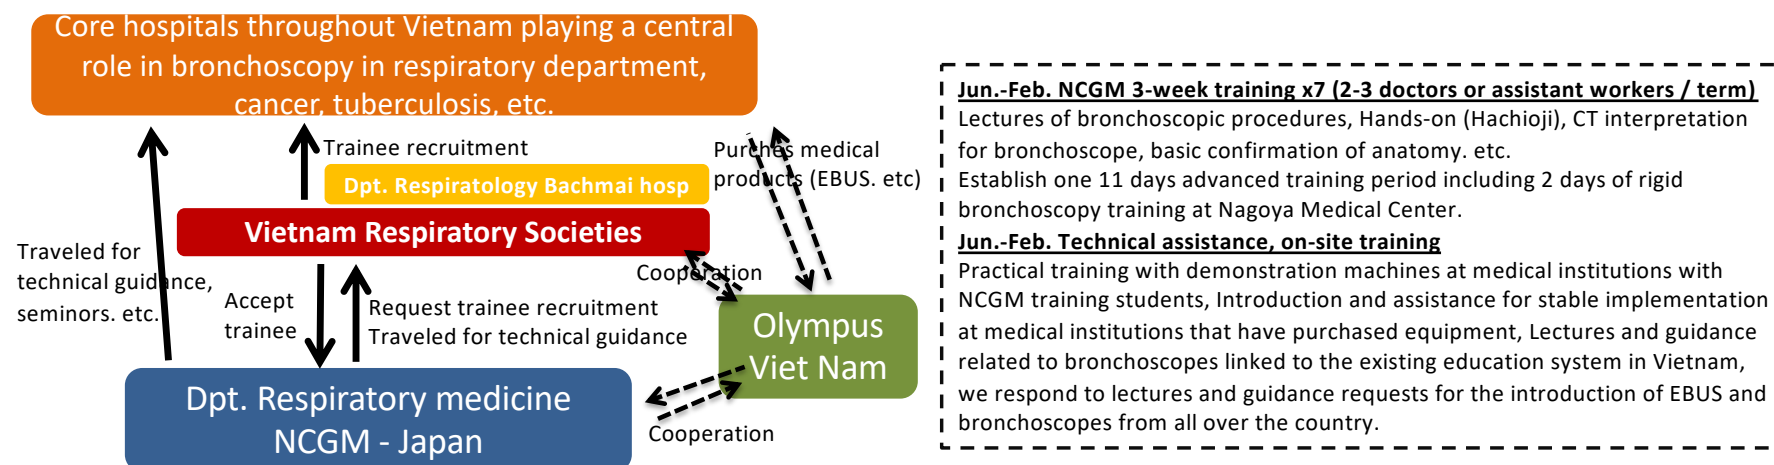 Core hospitals throughout Vietnam playing a central
role in bronchoscopy in respiratory department,
cancer, tuberculosis, etc.
Trainee recruitment
Purches medical
products (EBUS. etc)
Dpt. Respiratology Bachmai hosp
Vietnam Respiratory Societies
Traveled for
technical guidance,
seminors. etc.
Accept
trainee
Request trainee recruitment
Traveled for technical guidance
Cooperation
Olympus
Viet Nam
Dpt. Respiratory medicine
NCGM - Japan
Cooperation
Jun.-Feb. NCGM 3-week training x7 (2-3 doctors or assistant workers / term)
Lectures of bronchoscopic procedures, Hands-on (Hachioji), CT interpretation
for bronchoscope, basic confirmation of anatomy. etc.
Establish one 11 days advanced training period including 2 days of rigid
bronchoscopy training at Nagoya Medical Center.
Jun.-Feb. Technical assistance, on-site training
Practical training with demonstration machines at medical institutions with
NCGM training students, Introduction and assistance for stable implementation
at medical institutions that have purchased equipment, Lectures and guidance
related to bronchoscopes linked to the existing education system in Vietnam,
we respond to lectures and guidance requests for the introduction of EBUS and
bronchoscopes from all over the country.